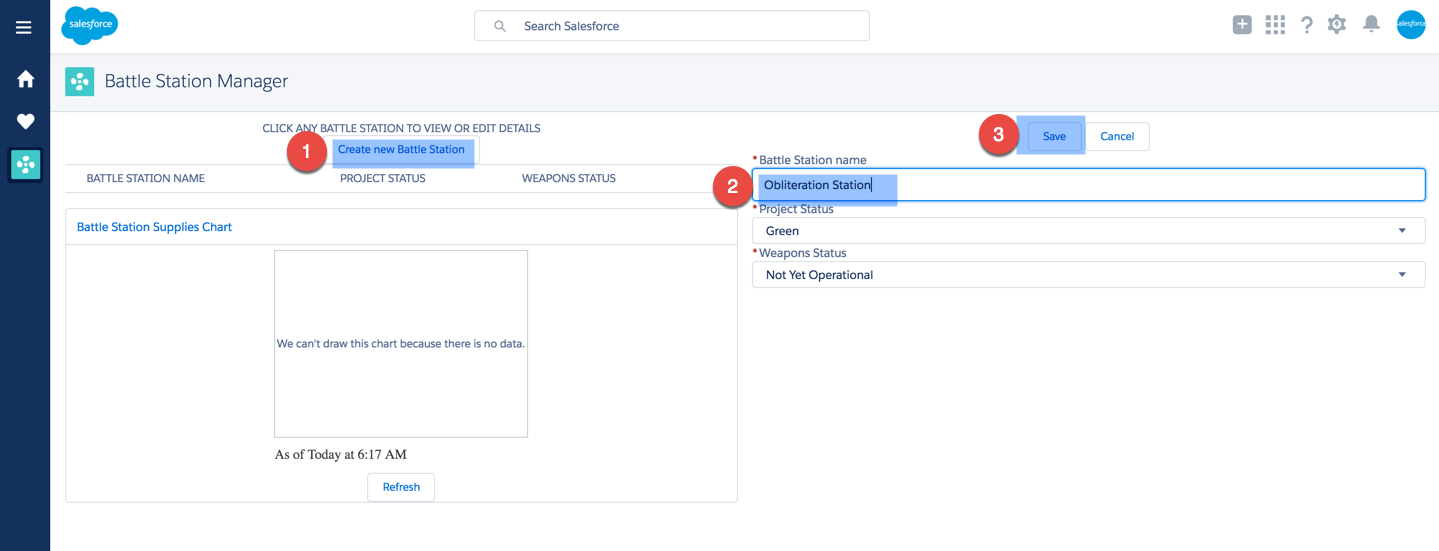 salesforce
Search Salesforce
?
salesforce
Battle Station Manager
CLICK ANY BATTLE STATION TO VIEW OR EDIT DETAILS
1
Create new Battle Station
BATTLE STATION NAME PROJECT STATUS WEAPONS STATUS
Battle Station Supplies Chart
We can't draw this chart because there is no data.
As of Today at 6:17 AM
Refresh
3
Save Cancel
*Battle Station name
2
Obliteration Station
*Project Status
Green
*Weapons Status
Not Yet Operational